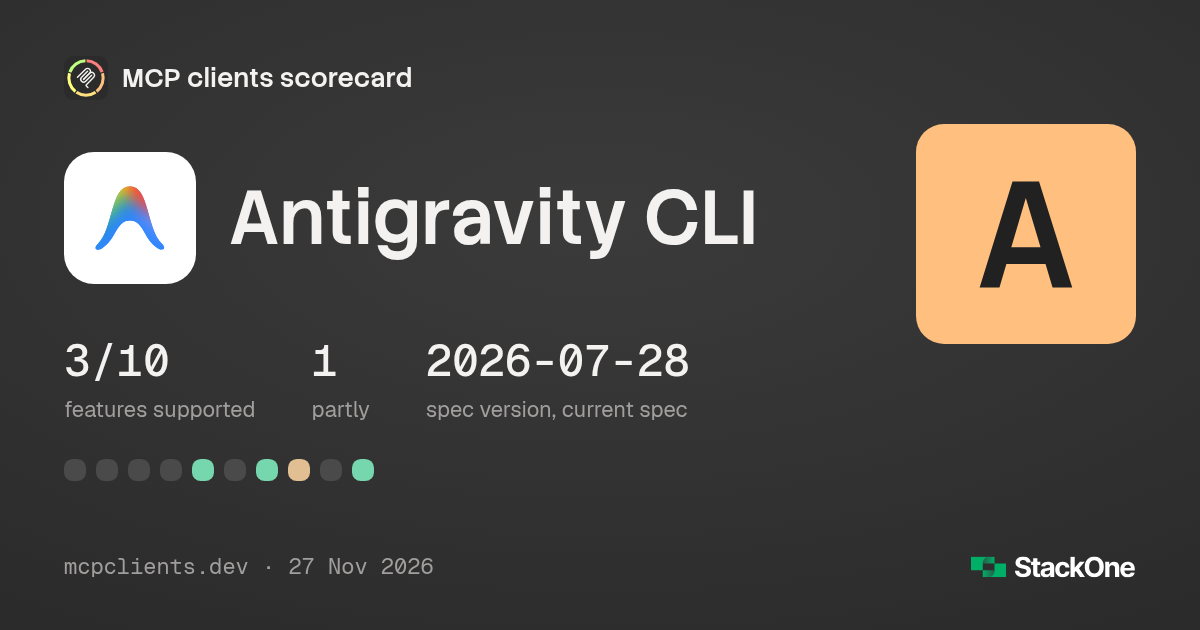 MCP clients scorecard
Antigravity CLI
A
3/10
features supported
1
partly
2026-07-28
spec version, current spec
mcpclients.dev · 27 Nov 2026
StackOne